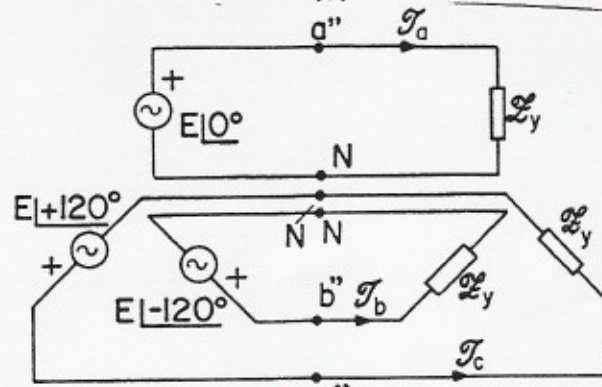 a" 𝒥a
+
E|0°
𝒵y
N
E|+120°
+
N N
+
E|-120°
𝒵y
𝒵y
b" 𝒥b
𝒥c